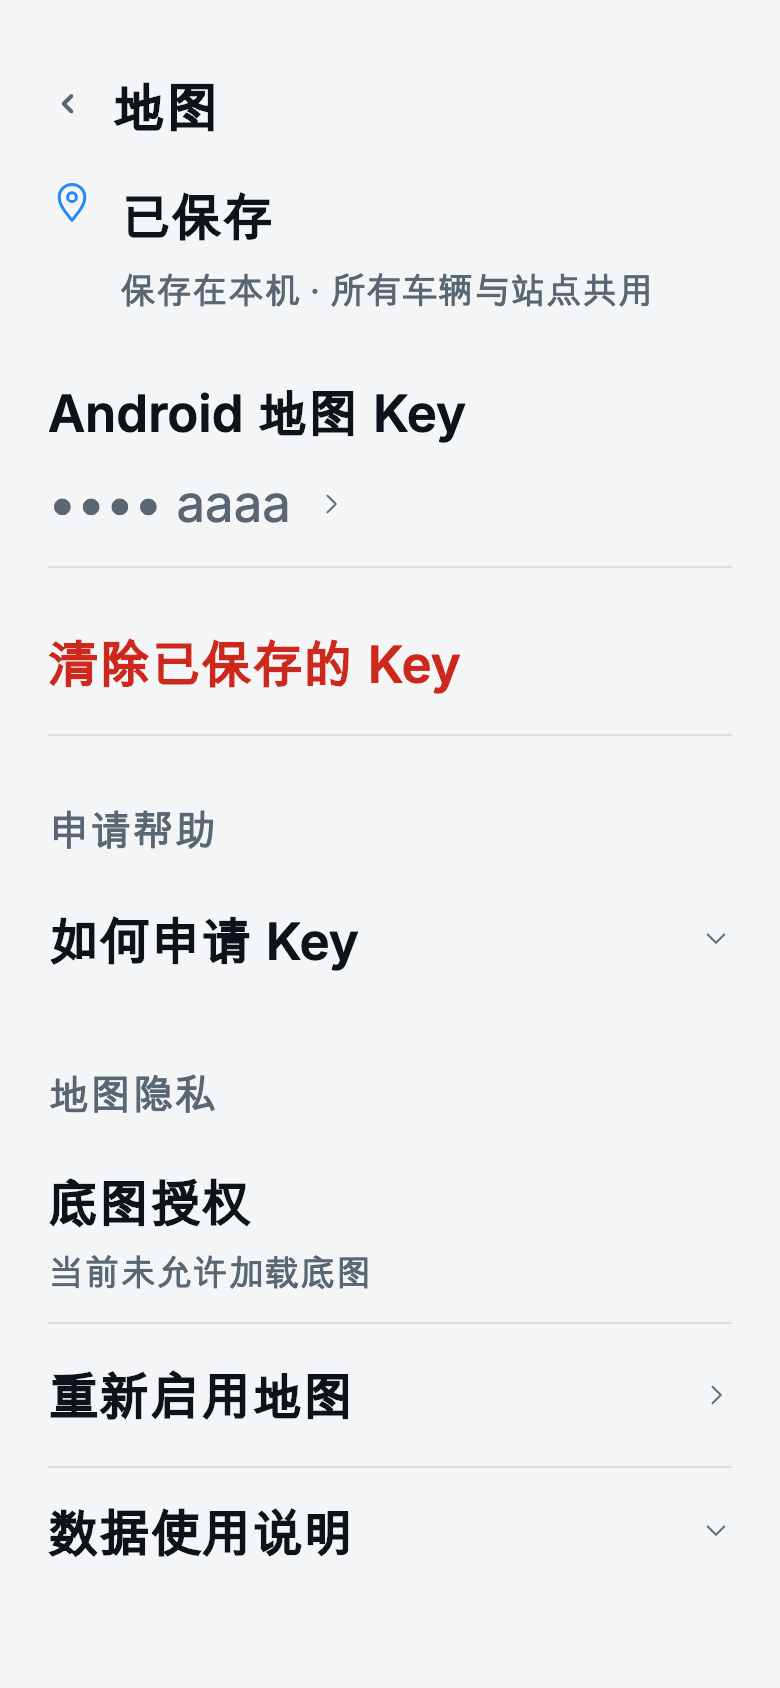 地图
已保存
保存在本机 · 所有车辆与站点共用
Android 地图 Key
•••• aaaa
清除已保存的 Key
申请帮助
如何申请 Key
地图隐私
底图授权
当前未允许加载底图
重新启用地图
数据使用说明